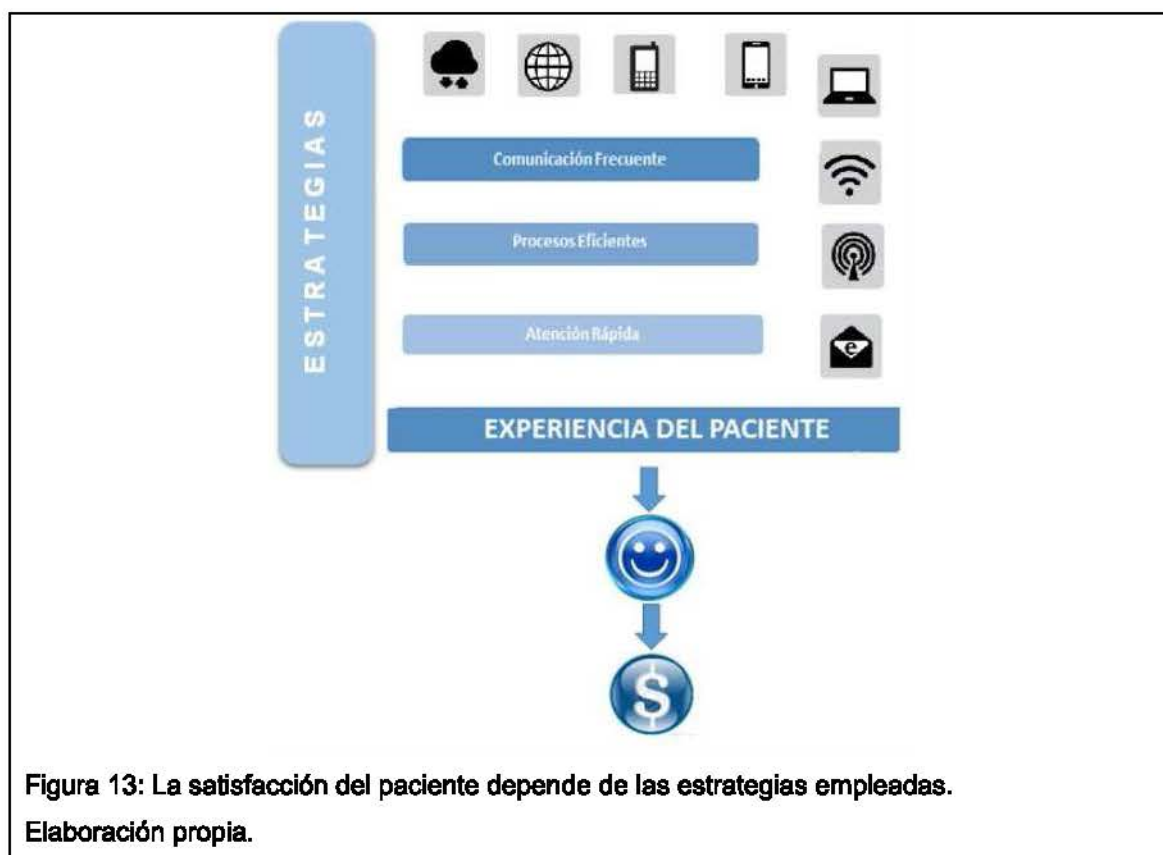 ESTRATEGIAS
Comunicación Frecuente
Procesos Eficientes
Atención Rápida
e
EXPERIENCIA DEL PACIENTE
$
Figura 13: La satisfacción del paciente depende de las estrategias empleadas.
Elaboración propia.